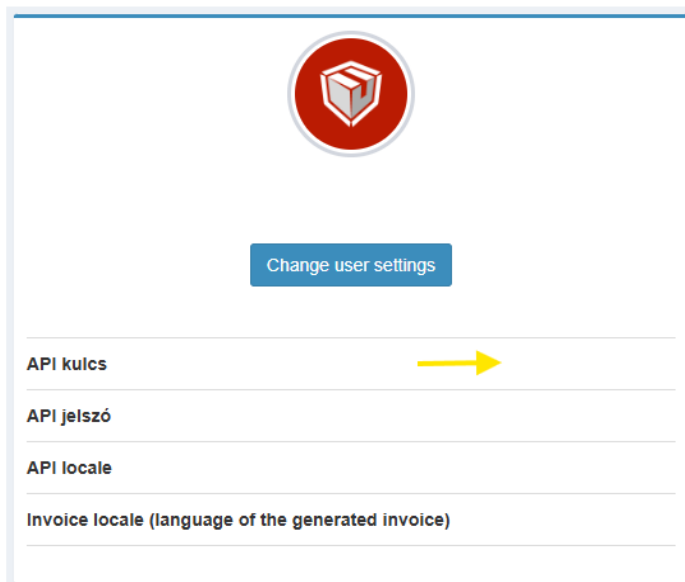 Change user settings
API kulcs
API jelszó
API locale
Invoice locale (language of the generated invoice)